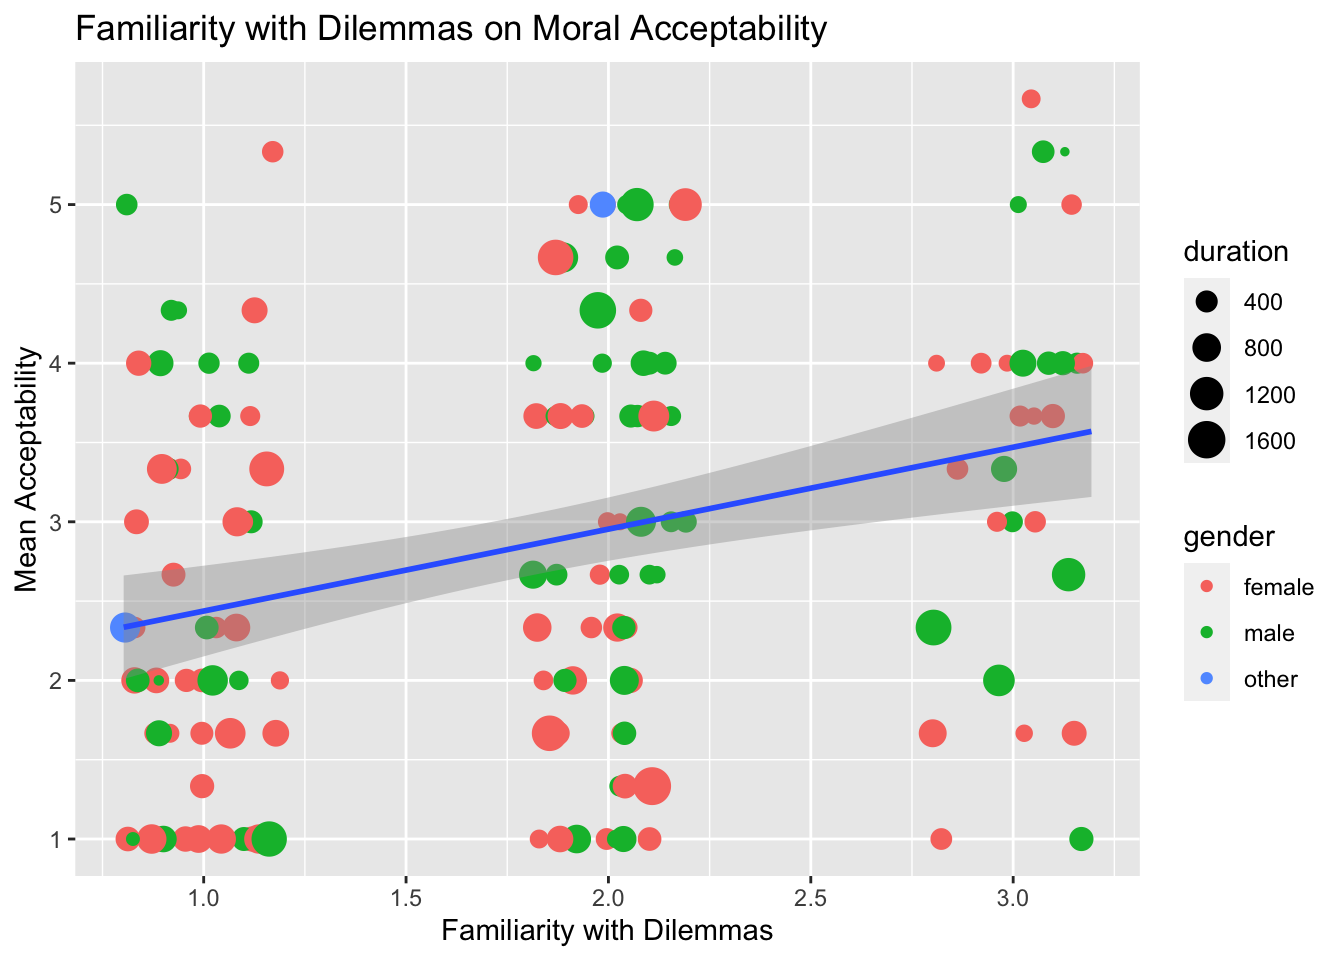 Familiarity with Dilemmas on Moral Acceptability
Mean Acceptability
5
4
3
2
1
1.0 1.5 2.0 2.5 3.0
Familiarity with Dilemmas
duration
400
800
1200
1600
gender
female
male
other